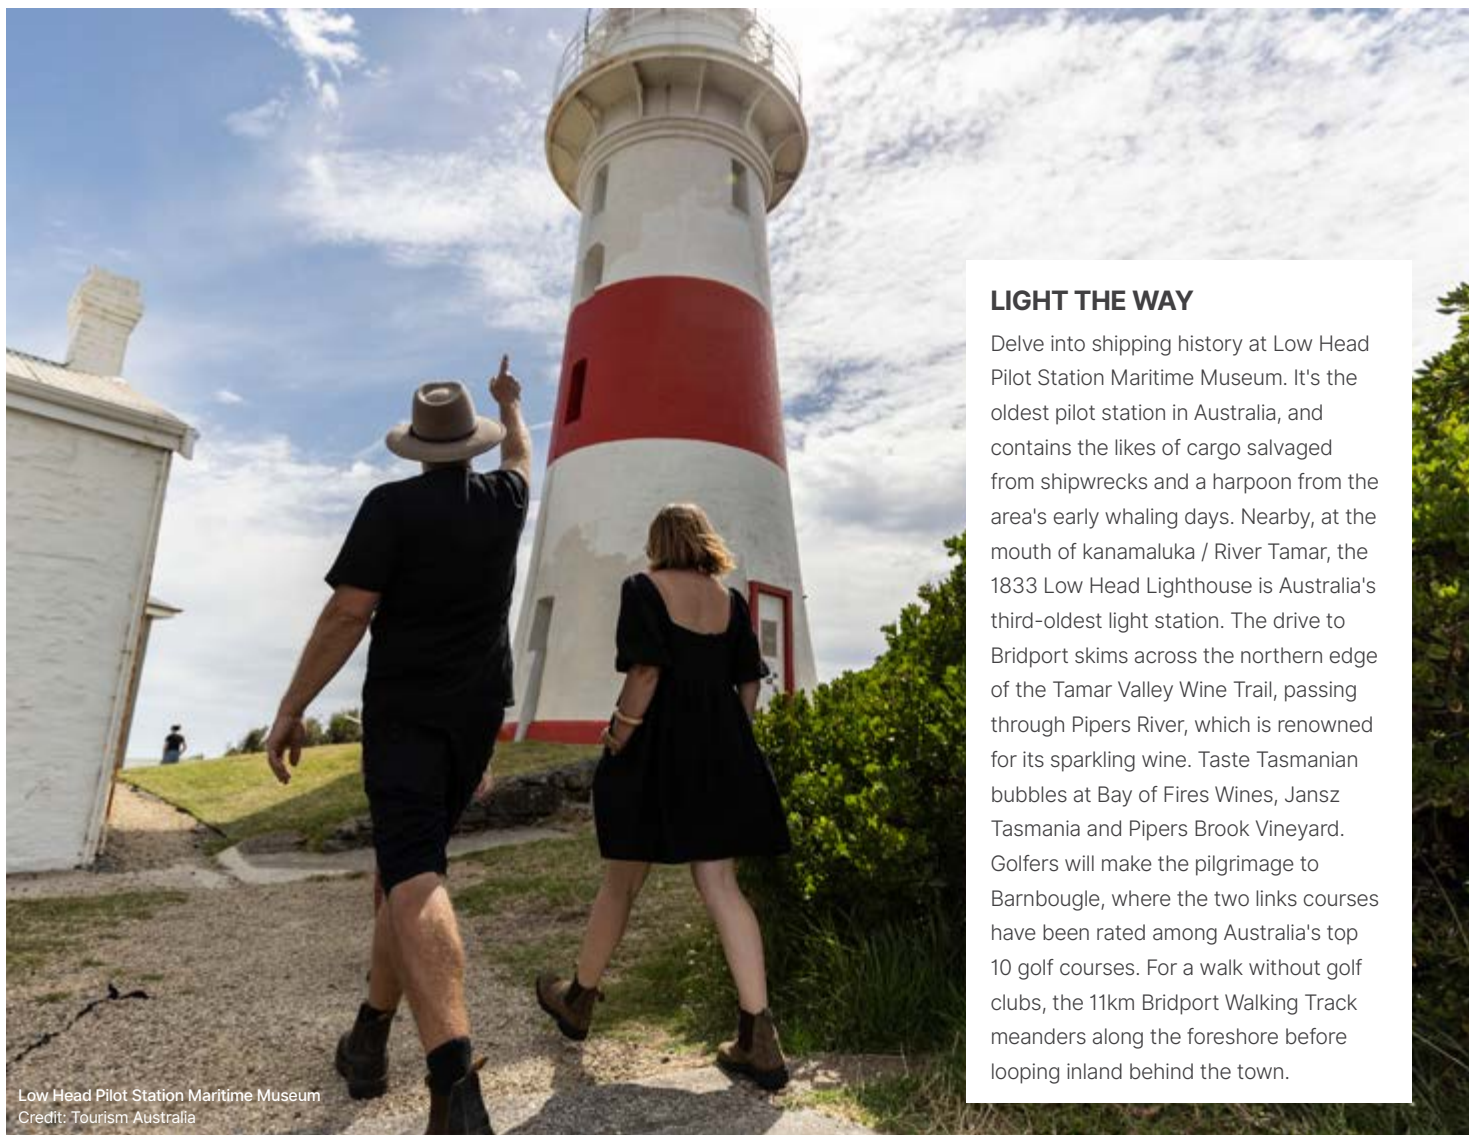 LIGHT THE WAY
Delve into shipping history at Low Head
Pilot Station Maritime Museum. It's the
oldest pilot station in Australia, and
contains the likes of cargo salvaged
from shipwrecks and a harpoon from the
area's early whaling days. Nearby, at the
mouth of kanamaluka / River Tamar, the
1833 Low Head Lighthouse is Australia's
third-oldest light station. The drive to
Bridport skims across the northern edge
of the Tamar Valley Wine Trail, passing
through Pipers River, which is renowned
for its sparkling wine. Taste Tasmanian
bubbles at Bay of Fires Wines, Jansz
Tasmania and Pipers Brook Vineyard.
Golfers will make the pilgrimage to
Barnbougle, where the two links courses
have been rated among Australia's top
10 golf courses. For a walk without golf
clubs, the 11km Bridport Walking Track
meanders along the foreshore before
looping inland behind the town.
Low Head Pilot Station Maritime Museum
Credit: Tourism Australia